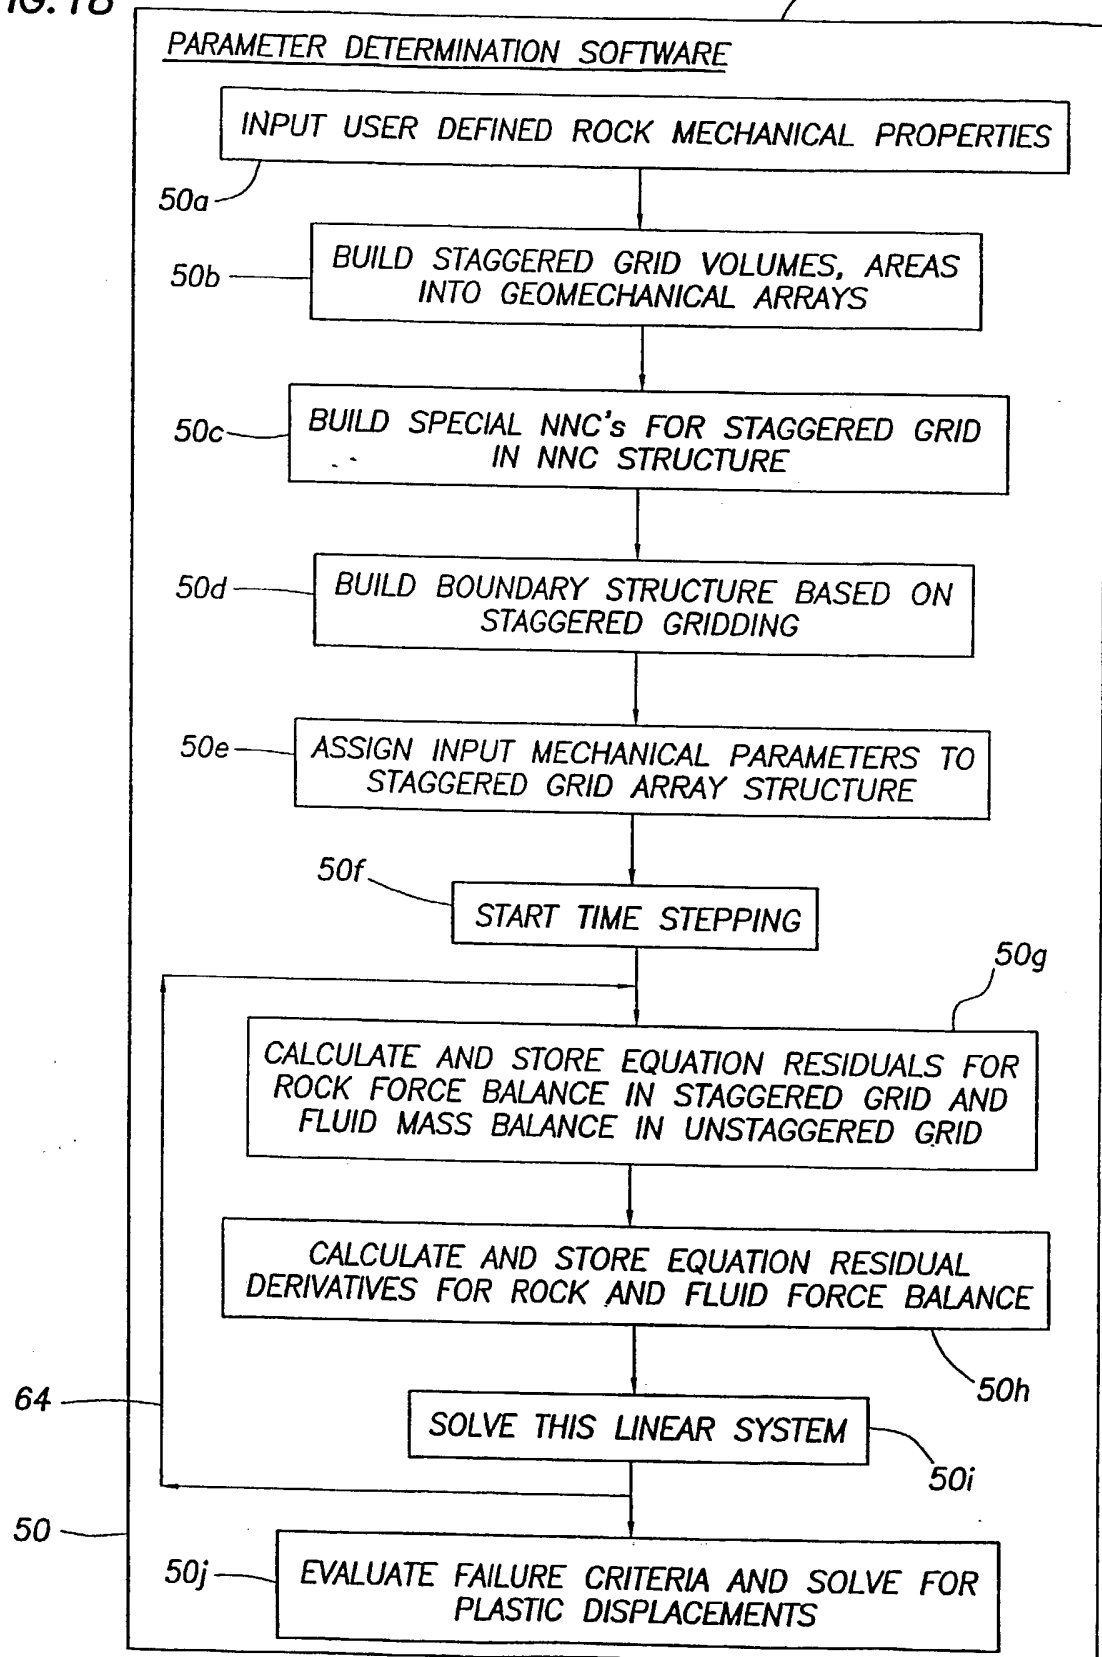 FIG. 18
PARAMETER DETERMINATION SOFTWARE
INPUT USER DEFINED ROCK MECHANICAL PROPERTIES
50a
50b
BUILD STAGGERED GRID VOLUMES, AREAS
INTO GEOMECHANICAL ARRAYS
50c
BUILD SPECIAL NNC's FOR STAGGERED GRID
IN NNC STRUCTURE
50d
BUILD BOUNDARY STRUCTURE BASED ON
STAGGERED GRIDDING
50e
ASSIGN INPUT MECHANICAL PARAMETERS TO
STAGGERED GRID ARRAY STRUCTURE
50f
START TIME STEPPING
50g
CALCULATE AND STORE EQUATION RESIDUALS FOR
ROCK FORCE BALANCE IN STAGGERED GRID AND
FLUID MASS BALANCE IN UNSTAGGERED GRID
CALCULATE AND STORE EQUATION RESIDUAL
DERIVATIVES FOR ROCK AND FLUID FORCE BALANCE
50h
64
SOLVE THIS LINEAR SYSTEM
50i
50
50j
EVALUATE FAILURE CRITERIA AND SOLVE FOR
PLASTIC DISPLACEMENTS